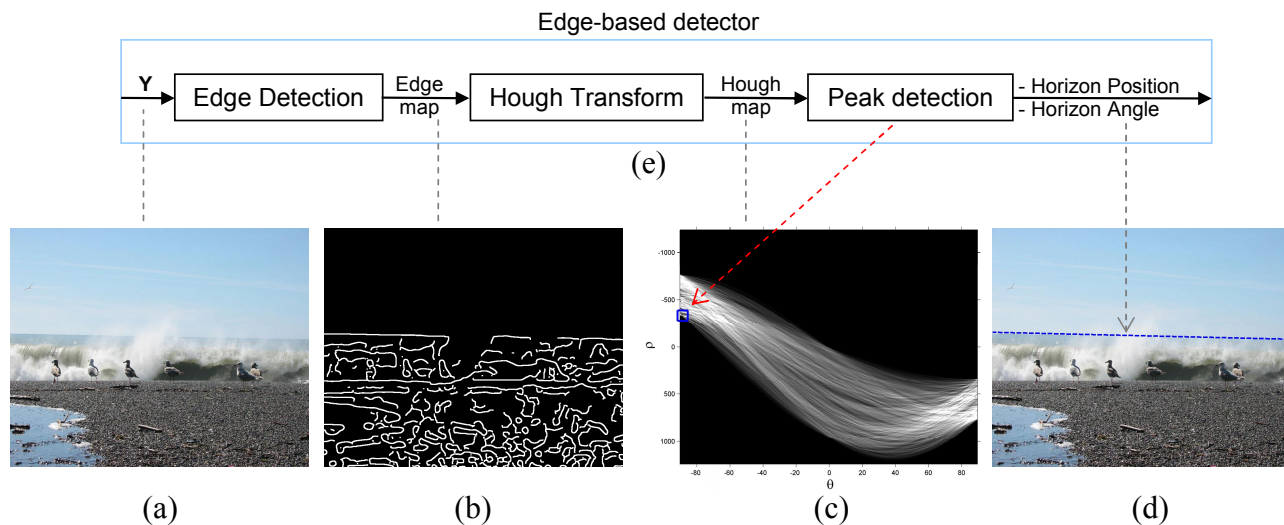 Edge-based detector
Y
Edge Detection
Edge
map
Hough Transform
Hough
map
Peak detection
- Horizon Position
- Horizon Angle
(e)
-1000
-500
0
500
1000
ρ
-80 -60 -40 -20 0 20 40 60 80
θ
(a) (b) (c) (d)